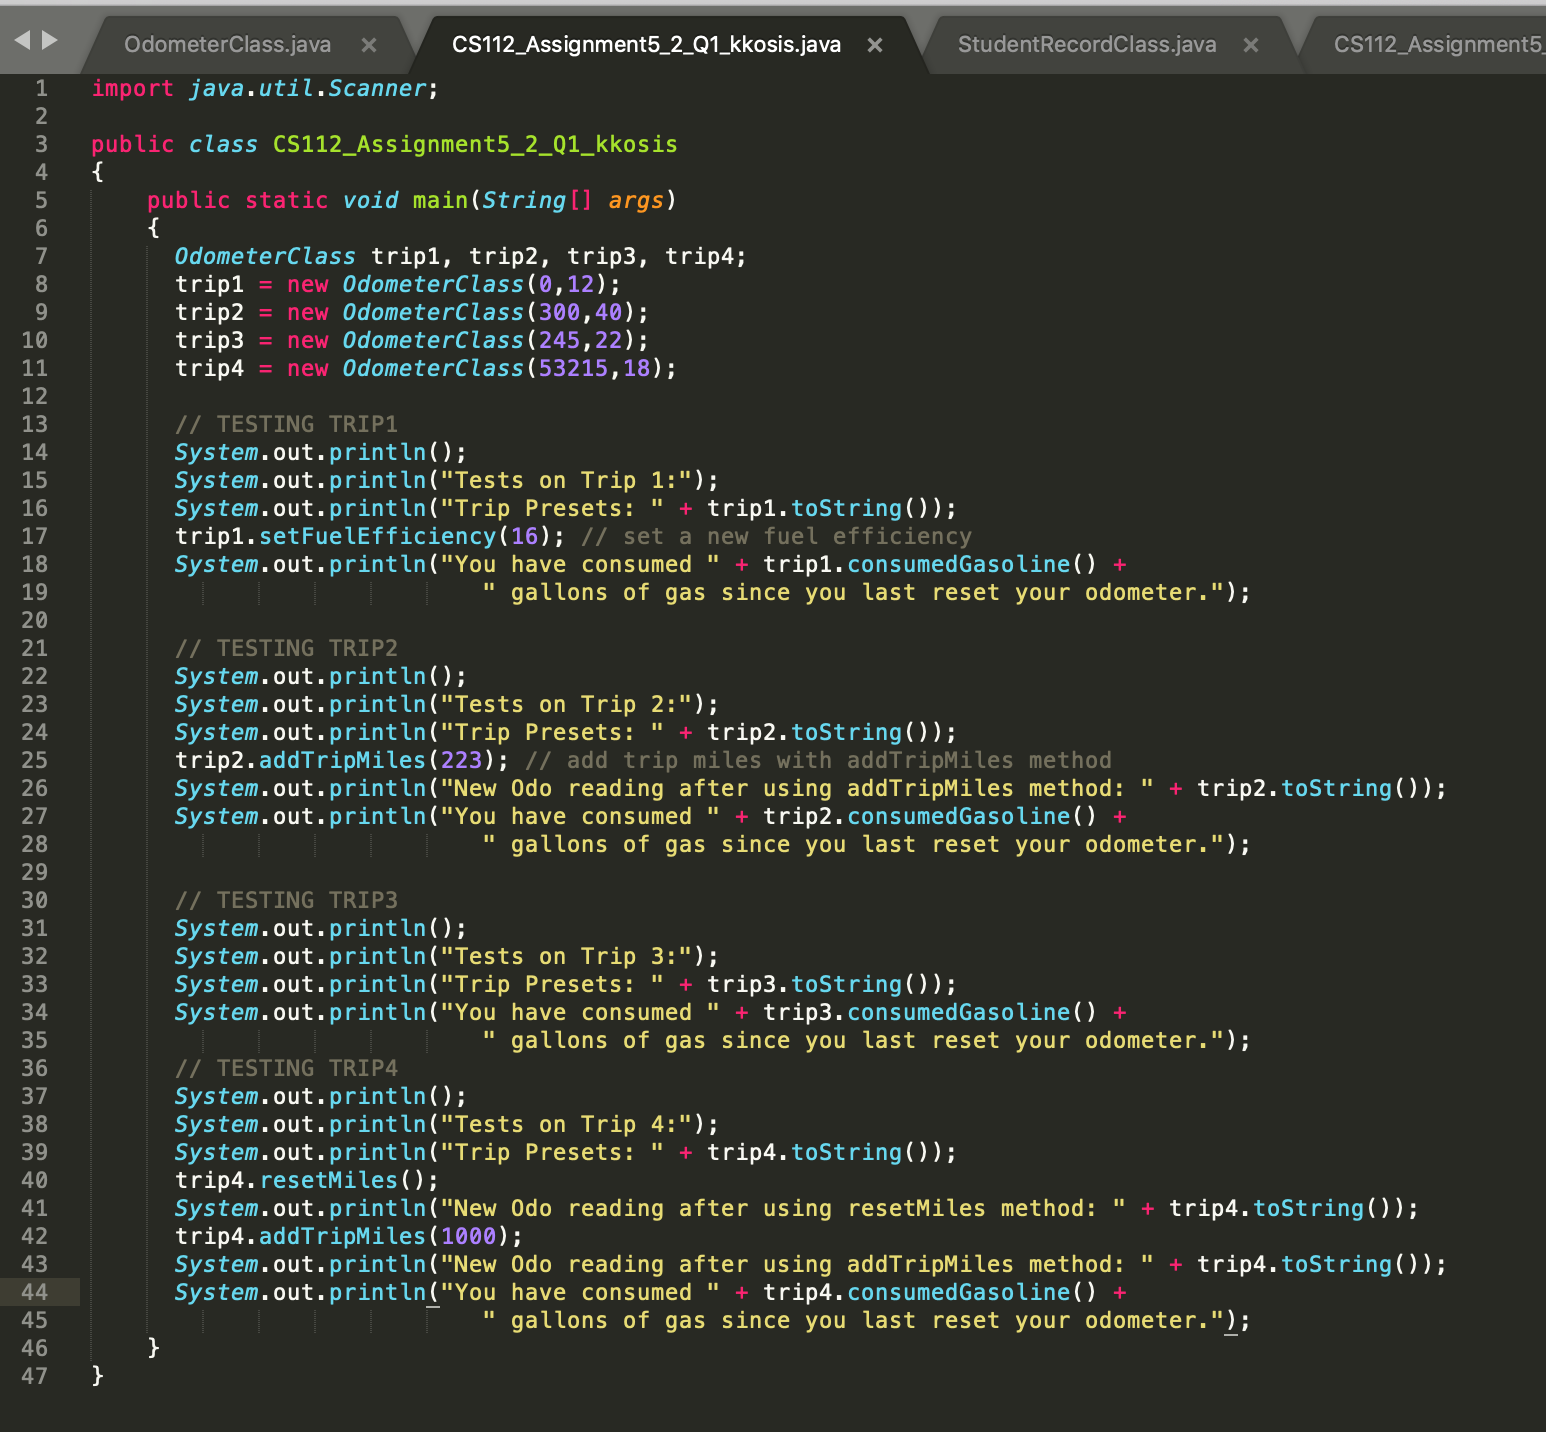 OdometerClass.java × CS112_Assignment5_2_Q1_kkosis.java × StudentRecordClass.java × CS112_Assignment5_
1 import java.util.Scanner;
2
3 public class CS112_Assignment5_2_Q1_kkosis
4 {
5     public static void main(String[] args)
6     {
7       OdometerClass trip1, trip2, trip3, trip4;
8       trip1 = new OdometerClass(0,12);
9       trip2 = new OdometerClass(300,40);
10       trip3 = new OdometerClass(245,22);
11       trip4 = new OdometerClass(53215,18);
12
13       // TESTING TRIP1
14       System.out.println();
15       System.out.println("Tests on Trip 1:");
16       System.out.println("Trip Presets: " + trip1.toString());
17       trip1.setFuelEfficiency(16); // set a new fuel efficiency
18       System.out.println("You have consumed " + trip1.consumedGasoline() +
19                             " gallons of gas since you last reset your odometer.");
20
21       // TESTING TRIP2
22       System.out.println();
23       System.out.println("Tests on Trip 2:");
24       System.out.println("Trip Presets: " + trip2.toString());
25       trip2.addTripMiles(223); // add trip miles with addTripMiles method
26       System.out.println("New Odo reading after using addTripMiles method: " + trip2.toString());
27       System.out.println("You have consumed " + trip2.consumedGasoline() +
28                             " gallons of gas since you last reset your odometer.");
29
30       // TESTING TRIP3
31       System.out.println();
32       System.out.println("Tests on Trip 3:");
33       System.out.println("Trip Presets: " + trip3.toString());
34       System.out.println("You have consumed " + trip3.consumedGasoline() +
35                             " gallons of gas since you last reset your odometer.");
36       // TESTING TRIP4
37       System.out.println();
38       System.out.println("Tests on Trip 4:");
39       System.out.println("Trip Presets: " + trip4.toString());
40       trip4.resetMiles();
41       System.out.println("New Odo reading after using resetMiles method: " + trip4.toString());
42       trip4.addTripMiles(1000);
43       System.out.println("New Odo reading after using addTripMiles method: " + trip4.toString());
44       System.out.println("You have consumed " + trip4.consumedGasoline() +
45                             " gallons of gas since you last reset your odometer.");
46     }
47 }